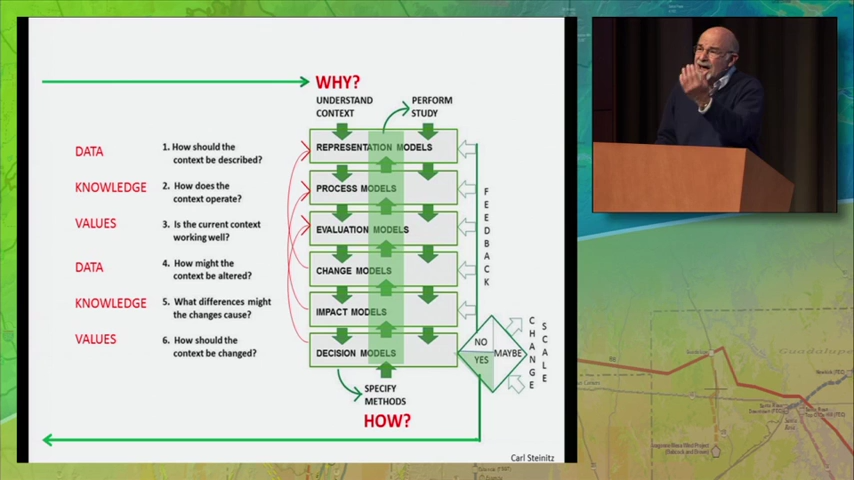 WHY?
UNDERSTAND
CONTEXT
PERFORM
STUDY
DATA
1. How should the
context be described?
REPRESENTATION MODELS
KNOWLEDGE
2. How does the
context operate?
PROCESS MODELS
VALUES
3. Is the current context
working well?
EVALUATION MODELS
DATA
4. How might the
context be altered?
CHANGE MODELS
KNOWLEDGE
5. What differences might
the changes cause?
IMPACT MODELS
VALUES
6. How should the
context be changed?
DECISION MODELS
FEEDBACK
NO
YES
MAYBE
CHANGE
SCALE
SPECIFY
METHODS
HOW?
Carl Steinitz